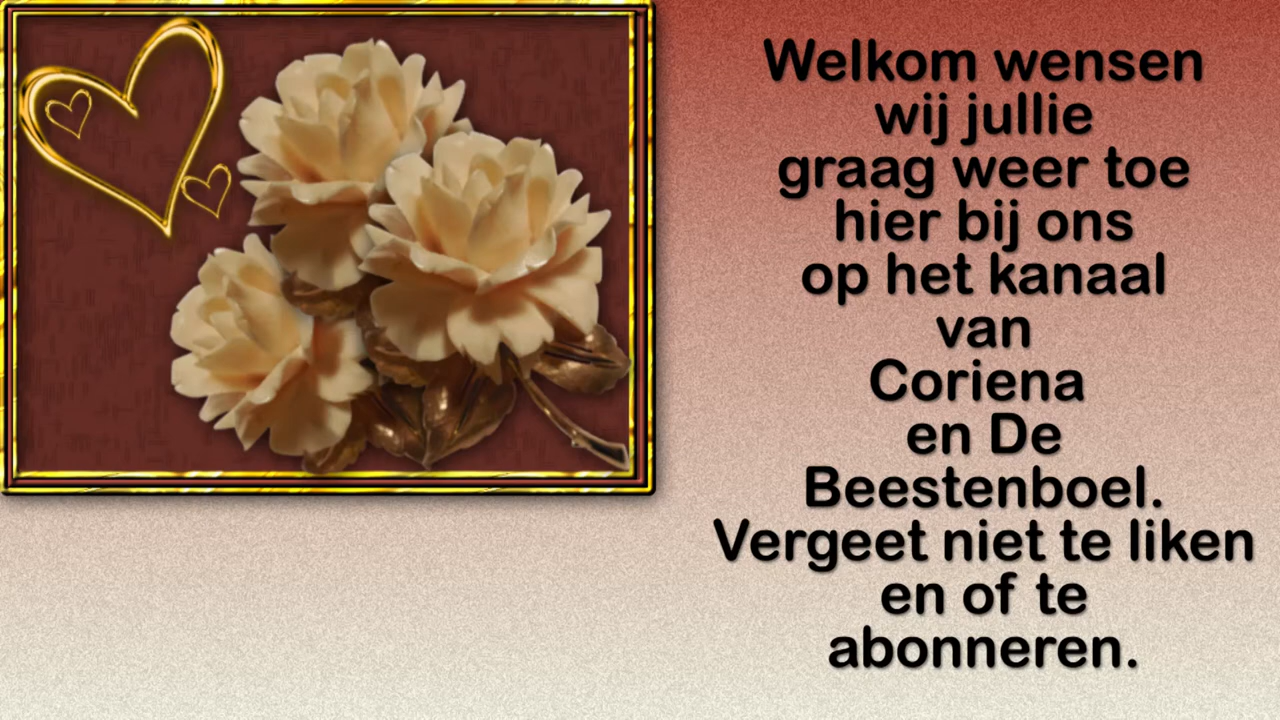 Welkom wensen
wij jullie
graag weer toe
hier bij ons
op het kanaal
van
Coriena
en De
Beestenboel.
Vergeet niet te liken
en of te
abonneren.